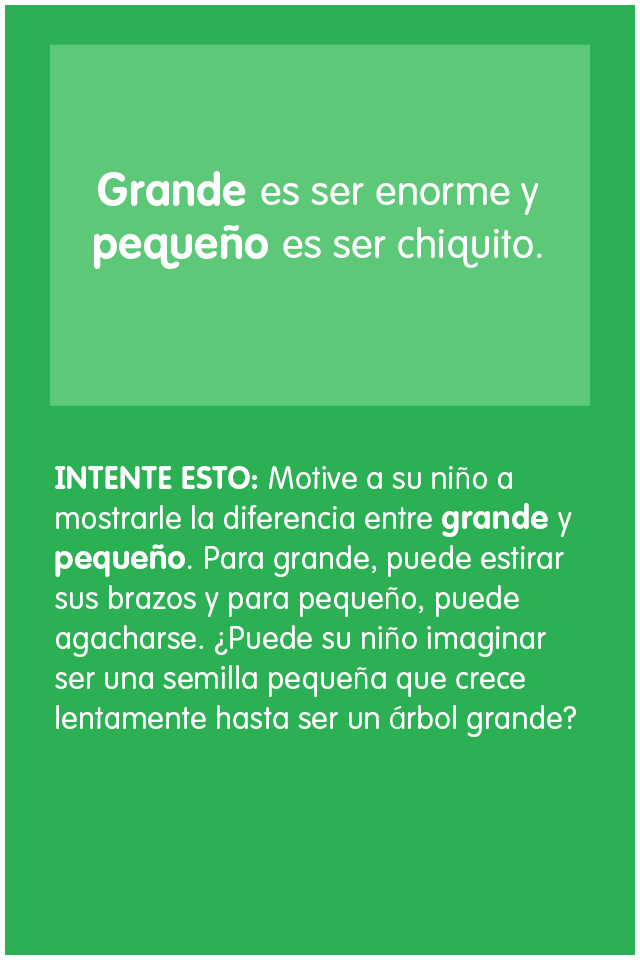 Grande es ser enorme y
pequeño es ser chiquito.
INTENTE ESTO: Motive a su niño a
mostrarle la diferencia entre grande y
pequeño. Para grande, puede estirar
sus brazos y para pequeño, puede
agacharse. ¿Puede su niño imaginar
ser una semilla pequeña que crece
lentamente hasta ser un árbol grande?